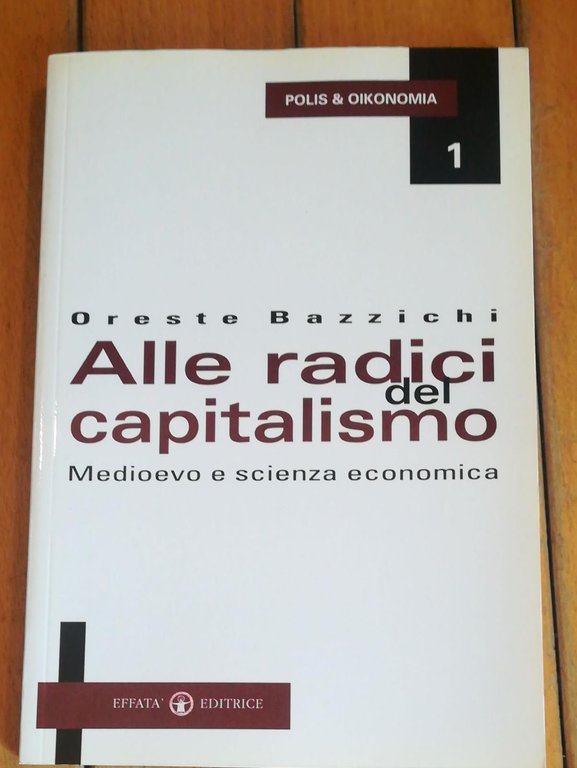 POLIS & OIKONOMIA
1
Oreste Bazzichi
Alle radici
del
capitalismo
Medioevo e scienza economica
EFFATA' EDITRICE